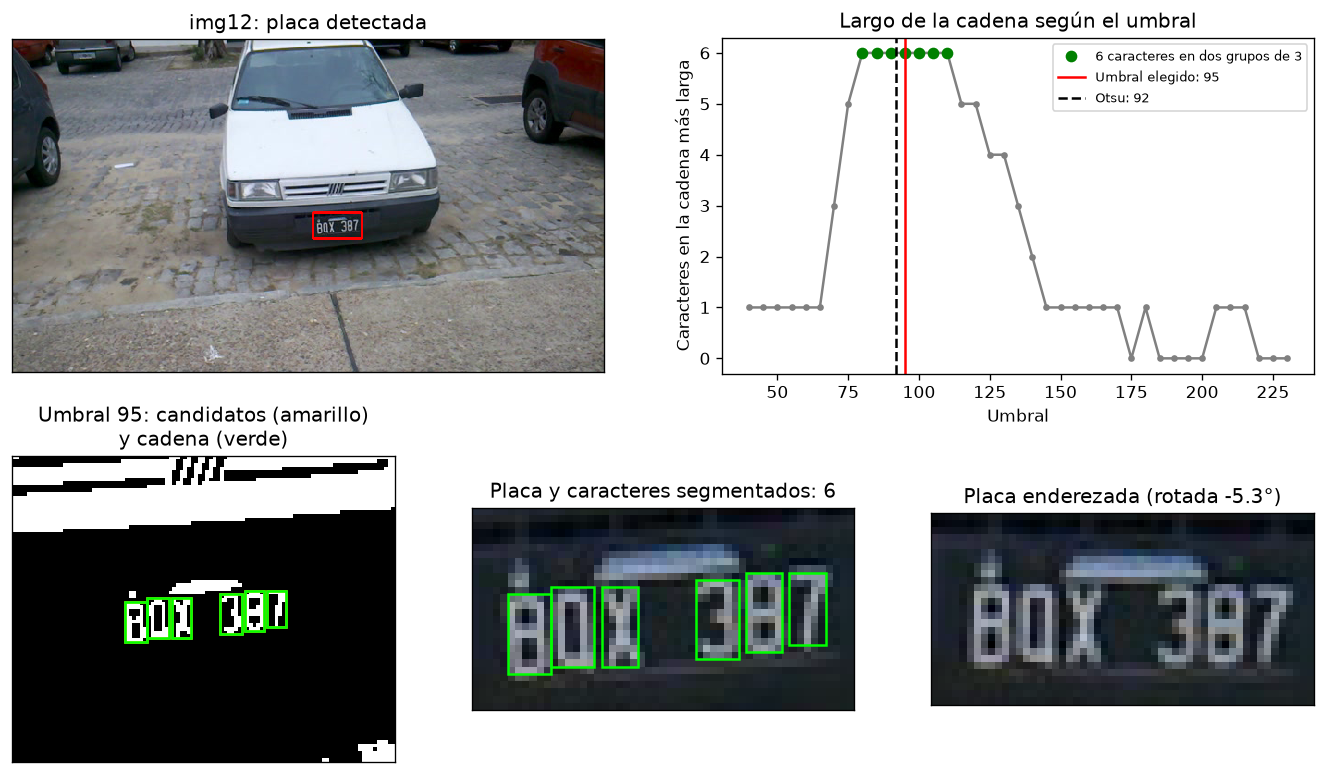 img12: placa detectada
BQX 387
Largo de la cadena según el umbral
Caracteres en la cadena más larga
6
5
4
3
2
1
0
6 caracteres en dos grupos de 3
Umbral elegido: 95
Otsu: 92
50 75 100 125 150 175 200 225
Umbral
Umbral 95: candidatos (amarillo)
y cadena (verde)
Placa y caracteres segmentados: 6
BQX 387
Placa enderezada (rotada -5.3°)
BQX 387